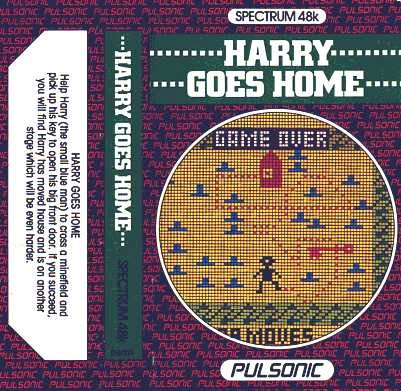 HARRY GOES HOME
Help Harry (the small blue man) to cross a minefield and
pick up his key to open his big front door. If you succeed,
you will find Harry has moved house and is on another
stage which will be even harder.
...HARRY GOES HOME...
SPECTRUM 48k
SPECTRUM 48k
HARRY
GOES HOME
GAME OVER
MOVES
PULSONIC